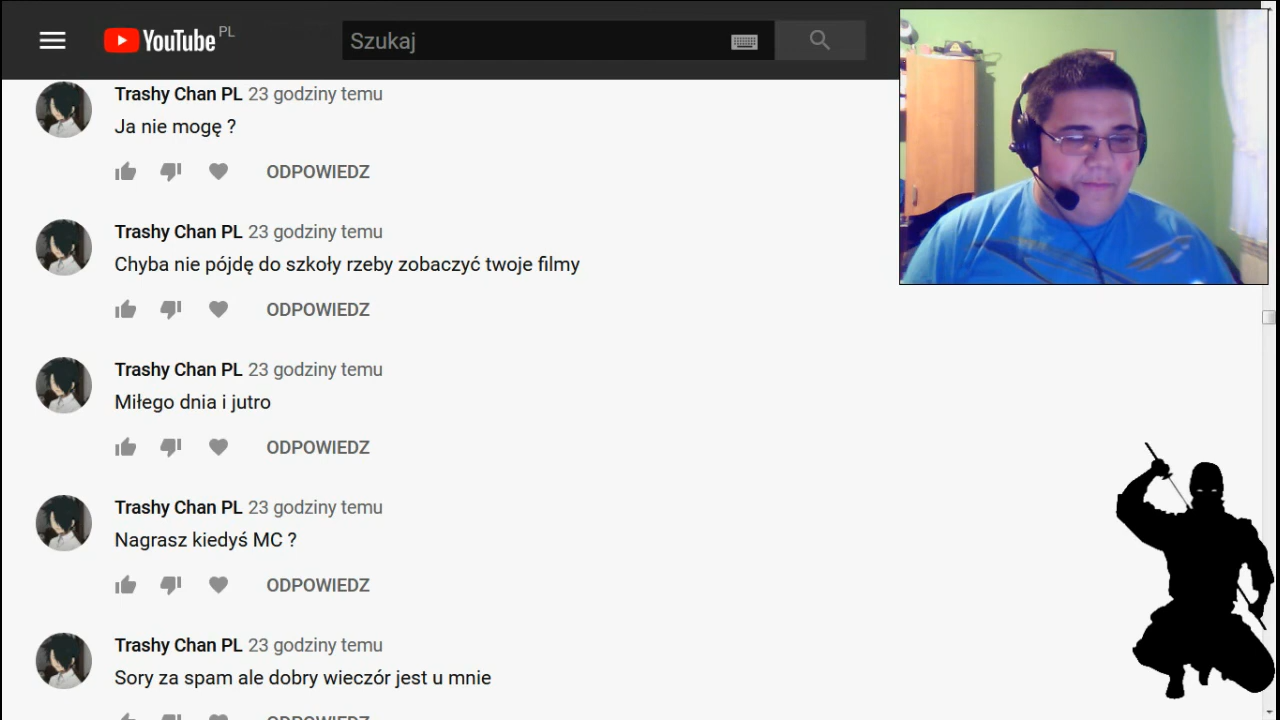 YouTube PL
Szukaj
Trashy Chan PL 23 godziny temu
Ja nie mogę ?
ODPOWIEDZ
Trashy Chan PL 23 godziny temu
Chyba nie pójdę do szkoły rzeby zobaczyć twoje filmy
ODPOWIEDZ
Trashy Chan PL 23 godziny temu
Miłego dnia i jutro
ODPOWIEDZ
Trashy Chan PL 23 godziny temu
Nagrasz kiedyś MC ?
ODPOWIEDZ
Trashy Chan PL 23 godziny temu
Sory za spam ale dobry wieczór jest u mnie
ODPOWIEDZ